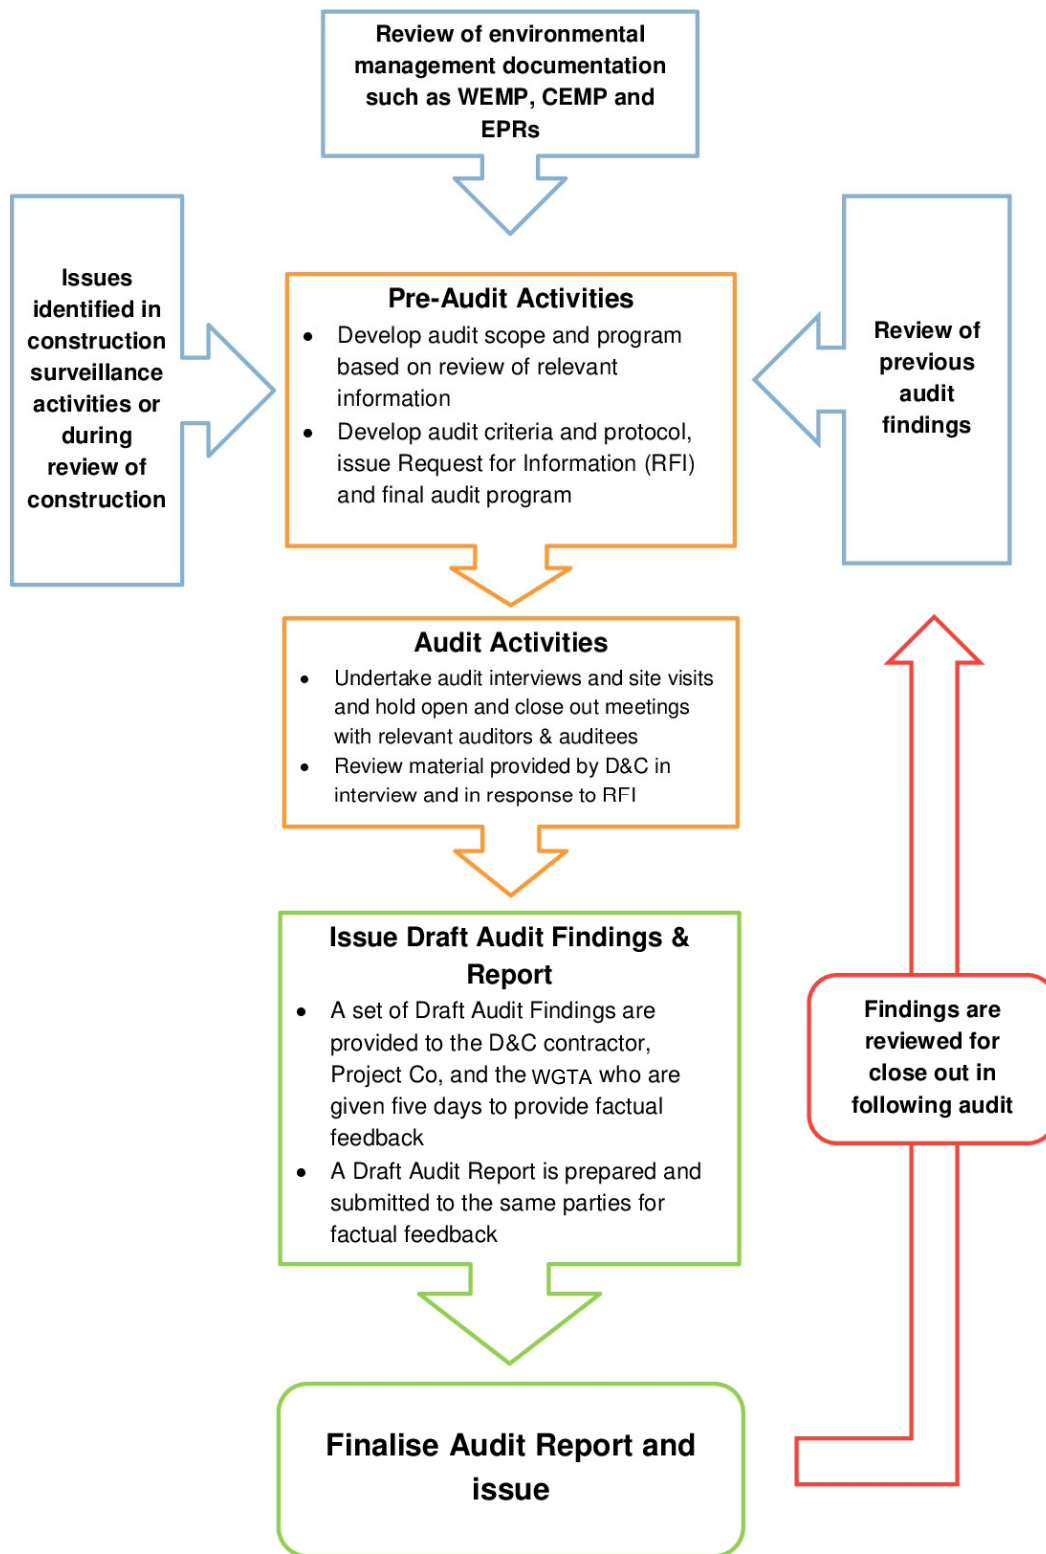 Review of environmental
management documentation
such as WEMP, CEMP and
EPRs
Issues
identified in
construction
surveillance
activities or
during
review of
construction
Pre-Audit Activities
• Develop audit scope and program
based on review of relevant
information
• Develop audit criteria and protocol,
issue Request for Information (RFI)
and final audit program
Review of
previous
audit
findings
Audit Activities
• Undertake audit interviews and site visits
and hold open and close out meetings
with relevant auditors & auditees
• Review material provided by D&C in
interview and in response to RFI
Issue Draft Audit Findings &
Report
• A set of Draft Audit Findings are
provided to the D&C contractor,
Project Co, and the WGTA who are
given five days to provide factual
feedback
• A Draft Audit Report is prepared and
submitted to the same parties for
factual feedback
Findings are
reviewed for
close out in
following audit
Finalise Audit Report and
issue